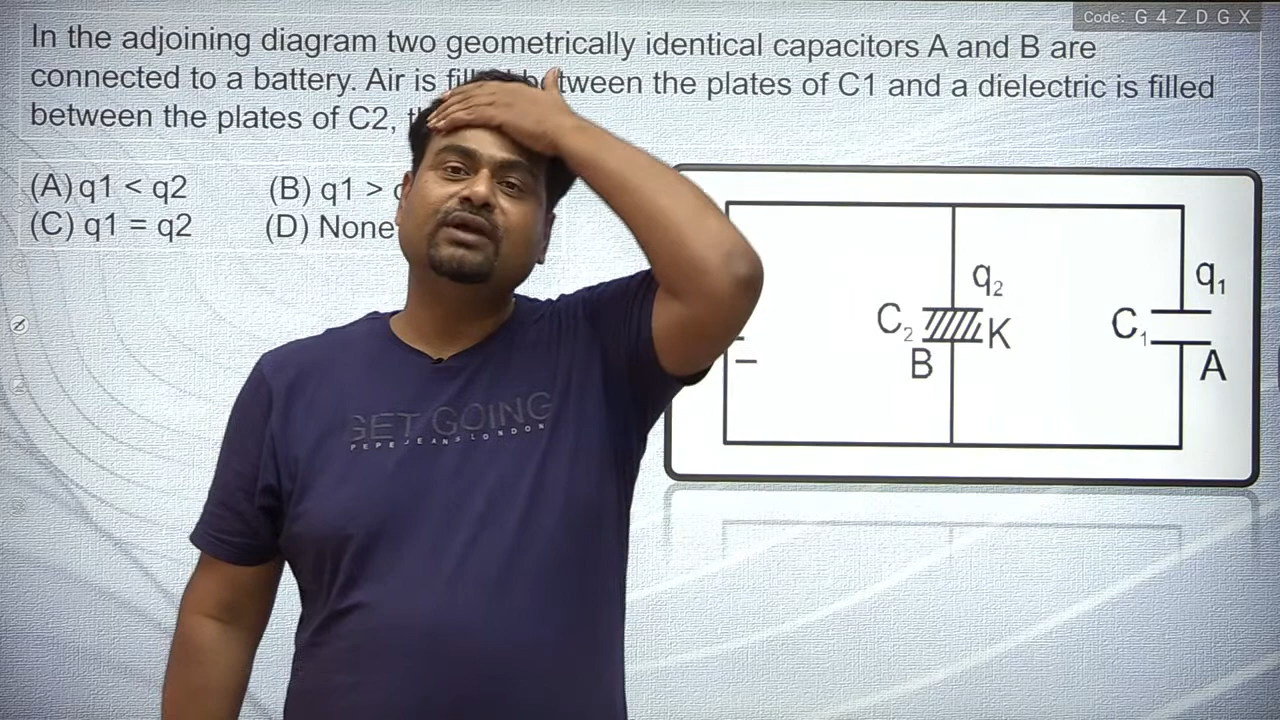 Code: G 4 Z D G X
In the adjoining diagram two geometrically identical capacitors A and B are
connected to a battery. Air is between the plates of C1 and a dielectric is filled
between the plates of C2,
(A) q1 < q2 (B) q1 >
(C) q1 = q2 (D) None
q₂
q₁
C₂ K
C₁
B
A
GET GOING
PEPE JEANS LONDON